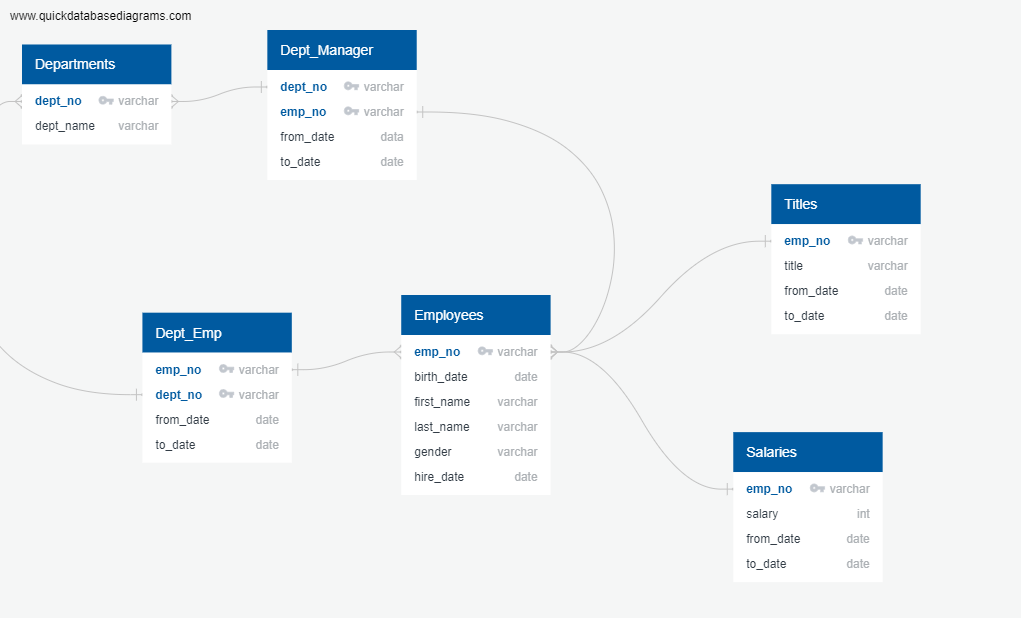 www.quickdatabasediagrams.com
Departments
dept_no varchar
dept_name varchar
Dept_Manager
dept_no varchar
emp_no varchar
from_date data
to_date date
Titles
emp_no varchar
title varchar
from_date date
to_date date
Dept_Emp
emp_no varchar
dept_no varchar
from_date date
to_date date
Employees
emp_no varchar
birth_date date
first_name varchar
last_name varchar
gender varchar
hire_date date
Salaries
emp_no varchar
salary int
from_date date
to_date date